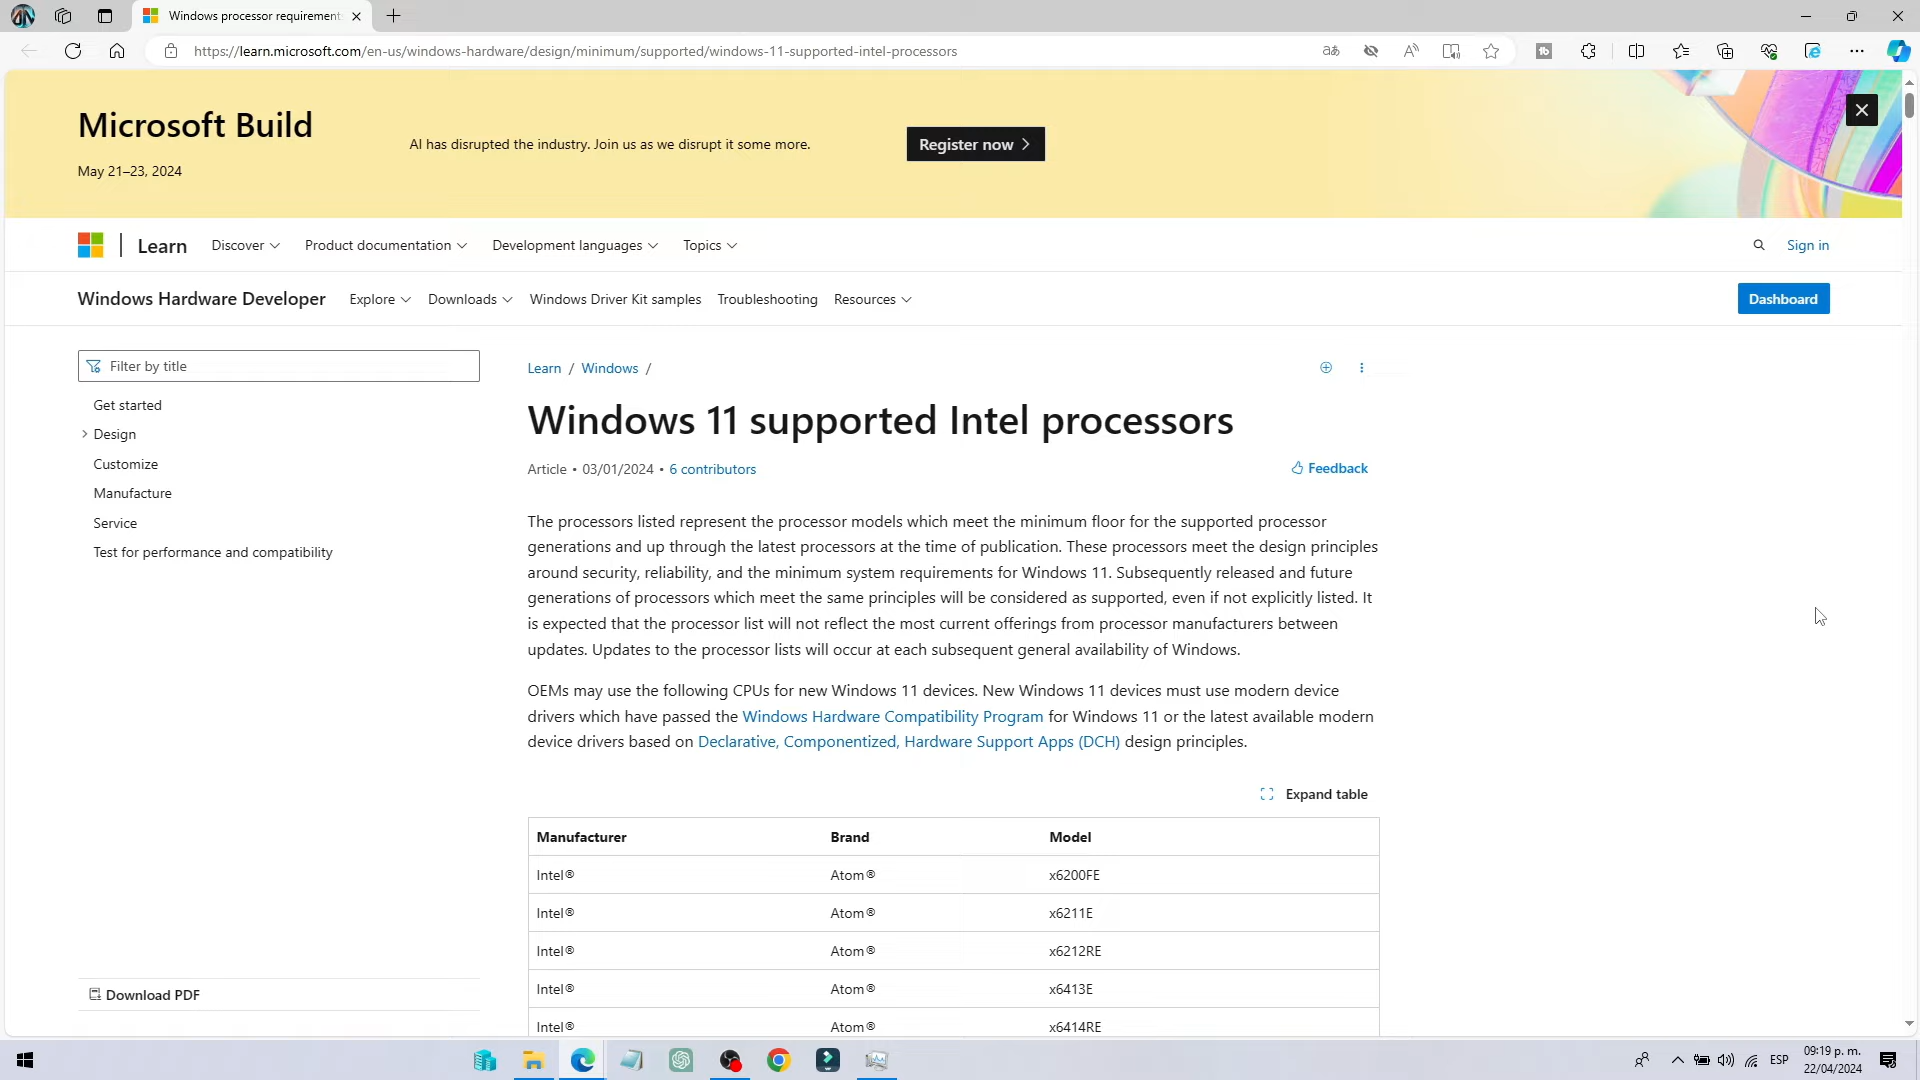 Windows processor requirement
https://learn.microsoft.com/en-us/windows-hardware/design/minimum/supported/windows-11-supported-intel-processors
Microsoft Build
May 21–23, 2024
AI has disrupted the industry. Join us as we disrupt it some more.
Register now
Learn
Discover
Product documentation
Development languages
Topics
Sign in
Windows Hardware Developer
Explore
Downloads
Windows Driver Kit samples
Troubleshooting
Resources
Dashboard
Filter by title
Get started
Design
Customize
Manufacture
Service
Test for performance and compatibility
Download PDF
Learn / Windows /
Windows 11 supported Intel processors
Article • 03/01/2024 • 6 contributors
Feedback
The processors listed represent the processor models which meet the minimum floor for the supported processor
generations and up through the latest processors at the time of publication. These processors meet the design principles
around security, reliability, and the minimum system requirements for Windows 11. Subsequently released and future
generations of processors which meet the same principles will be considered as supported, even if not explicitly listed. It
is expected that the processor list will not reflect the most current offerings from processor manufacturers between
updates. Updates to the processor lists will occur at each subsequent general availability of Windows.
OEMs may use the following CPUs for new Windows 11 devices. New Windows 11 devices must use modern device
drivers which have passed the Windows Hardware Compatibility Program for Windows 11 or the latest available modern
device drivers based on Declarative, Componentized, Hardware Support Apps (DCH) design principles.
Expand table
Manufacturer Brand Model
Intel® Atom® x6200FE
Intel® Atom® x6211E
Intel® Atom® x6212RE
Intel® Atom® x6413E
Intel® Atom® x6414RE
ESP
09:19 p. m.
22/04/2024